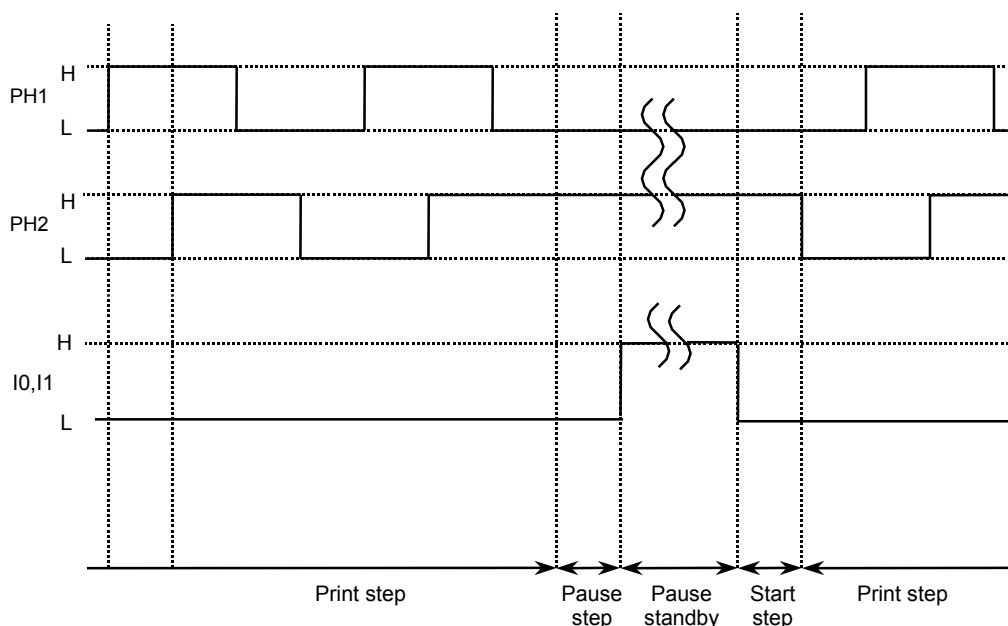 H
PH1
L
H
PH2
L
H
I0,I1
L
Print step
Pause
step
Pause
standby
Start
step
Print step